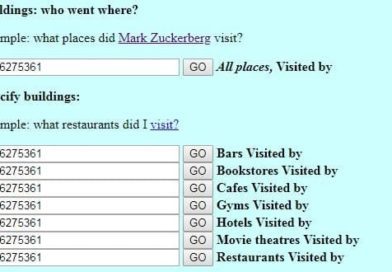 ldings: who went where?
mple: what places did Mark Zuckerberg visit?
6275361 GO All places, Visited by
cify buildings:
mple: what restaurants did I visit?
6275361 GO Bars Visited by
6275361 GO Bookstores Visited by
6275361 GO Cafes Visited by
6275361 GO Gyms Visited by
6275361 GO Hotels Visited by
6275361 GO Movie theatres Visited by
6275361 GO Restaurants Visited by